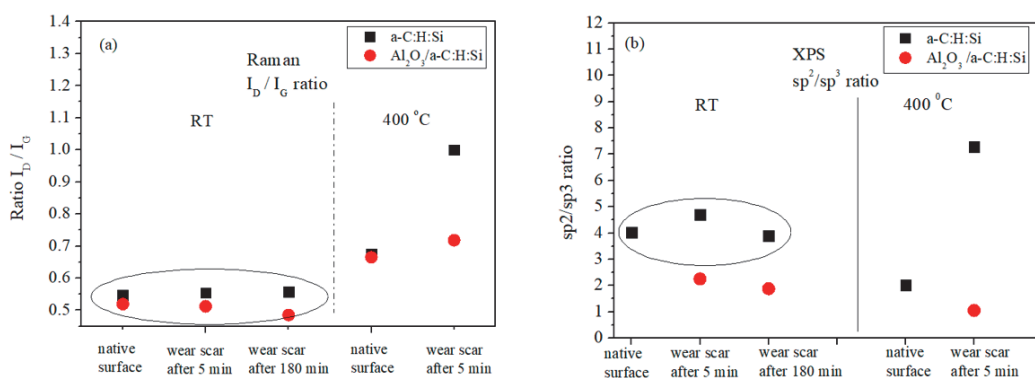 (a)
a-C:H:Si
Al₂O₃/a-C:H:Si
Raman
I_D / I_G ratio
RT
400 °C
Ratio I_D / I_G
1.4
1.3
1.2
1.1
1.0
0.9
0.8
0.7
0.6
0.5
native
surface
wear scar
after 5 min
wear scar
after 180 min
native
surface
wear scar
after 5 min
(b)
a-C:H:Si
Al₂O₃/a-C:H:Si
XPS
sp²/sp³ ratio
RT
400 ⁰C
sp2/sp3 ratio
12
11
10
9
8
7
6
5
4
3
2
1
0
native
surface
wear scar
after 5 min
wear scar
after 180 min
native
surface
wear scar
after 5 min